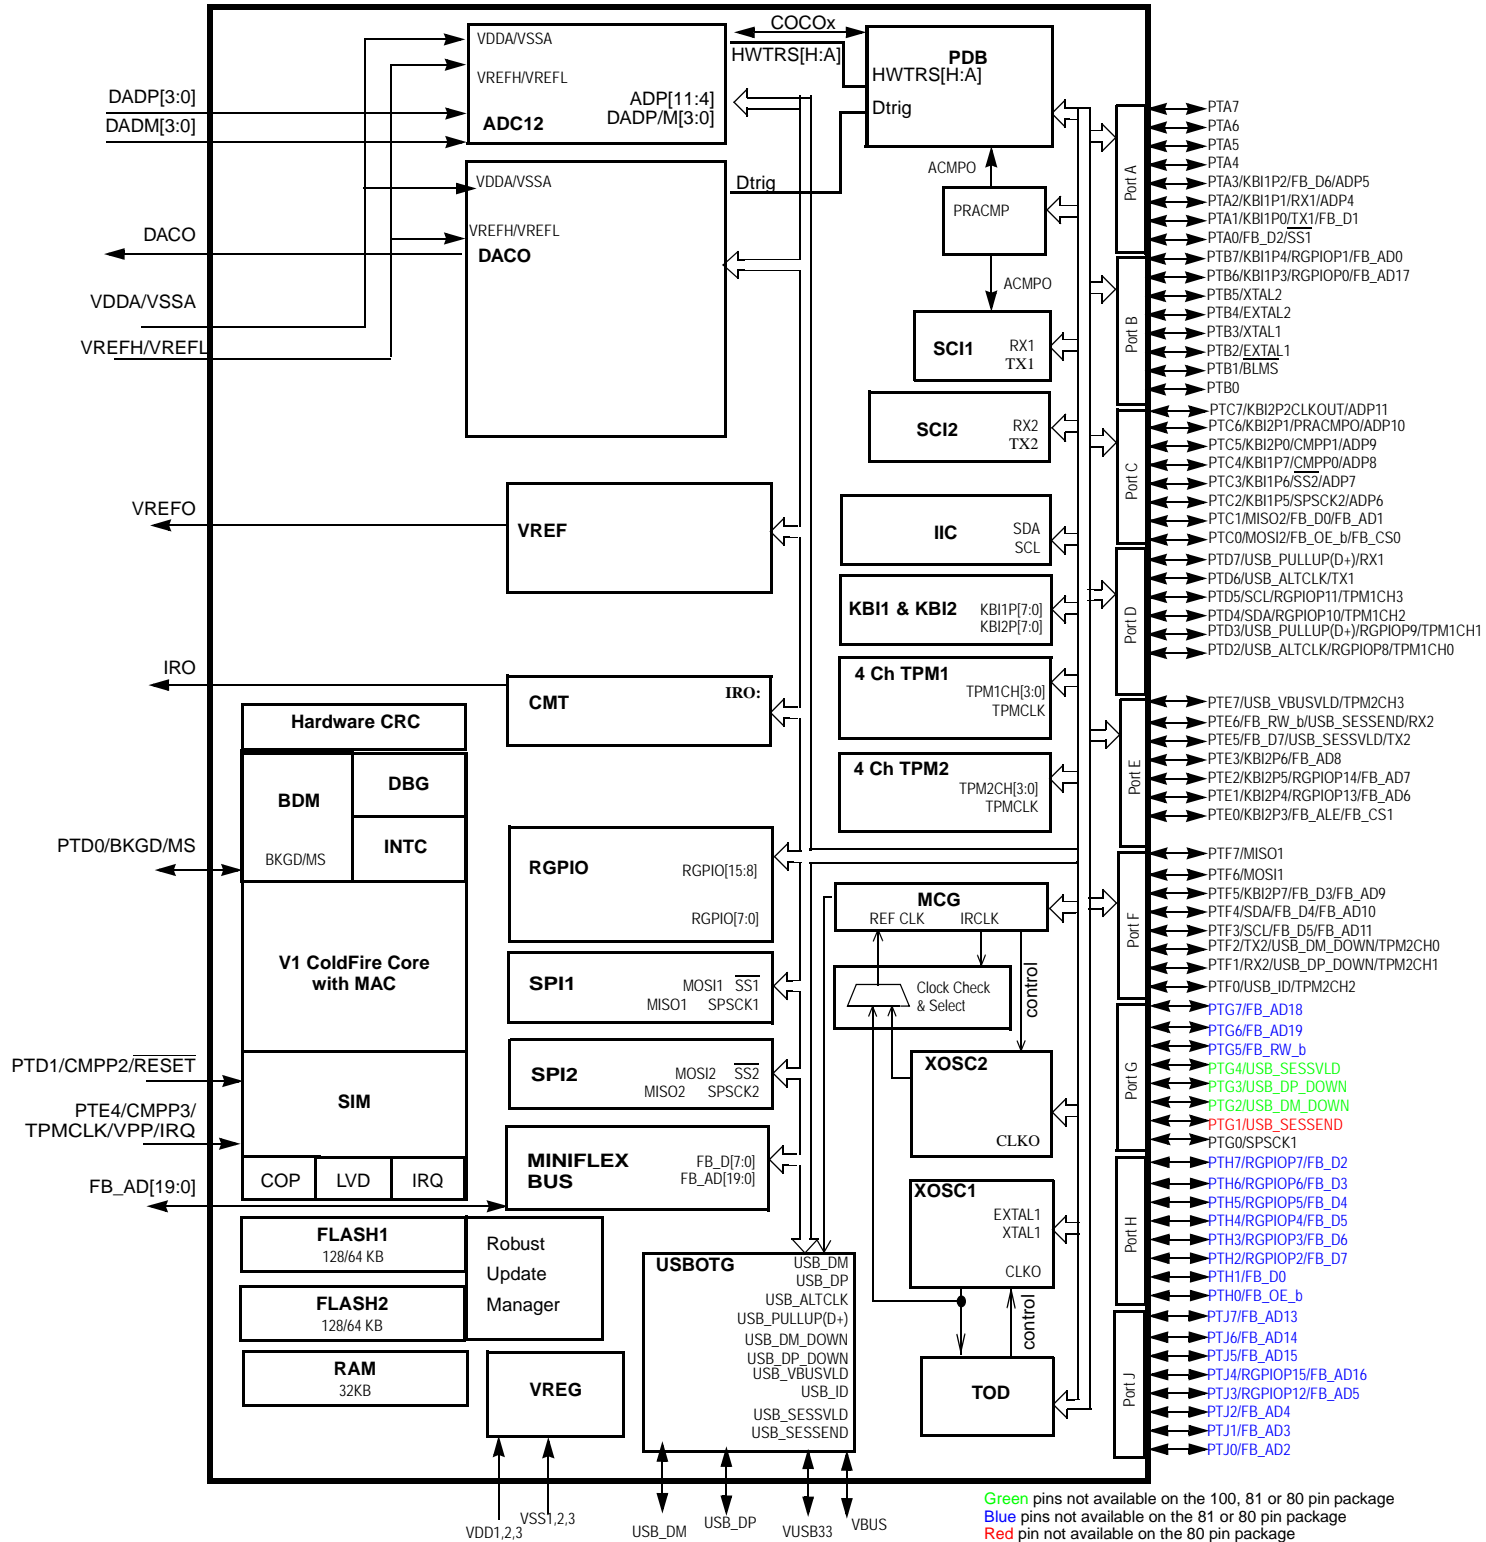 COCOx
VDDA/VSSA
HWTRS[H:A]
PDB
VREFH/VREFL
HWTRS[H:A]
DADP[3:0]
ADP[11:4]
DADP/M[3:0]
Dtrig
ADC12
DADM[3:0]
ACMPO
VDDA/VSSA
Dtrig
PRACMP
VREFH/VREFL
DACO
DACO
ACMPO
VDDA/VSSA
VREFH/VREFL
SCI1
RX1
TX1
SCI2
RX2
TX2
VREFO
VREF
IIC
SDA
SCL
KBI1 & KBI2
KBI1P[7:0]
KBI2P[7:0]
IRO
CMT
IRO:
4 Ch TPM1
TPM1CH[3:0]
TPMCLK
4 Ch TPM2
TPM2CH[3:0]
TPMCLK
Hardware CRC
BDM
BKGD/MS
DBG
INTC
PTD0/BKGD/MS
V1 ColdFire Core
with MAC
PTD1/CMPP2/RESET
SIM
PTE4/CMPP3/
TPMCLK/VPP/IRQ
COP
LVD
IRQ
FB_AD[19:0]
RGPIO
RGPIO[15:8]
RGPIO[7:0]
SPI1
MOSI1 SS1
MISO1 SPSCK1
SPI2
MOSI2 SS2
MISO2 SPSCK2
MINIFLEX
BUS
FB_D[7:0]
FB_AD[19:0]
MCG
REF CLK
IRCLK
Clock Check
& Select
control
XOSC2
CLKO
XOSC1
EXTAL1
XTAL1
CLKO
control
TOD
FLASH1
128/64 KB
FLASH2
128/64 KB
Robust
Update
Manager
RAM
32KB
VREG
USBOTG
USB_DM
USB_DP
USB_ALTCLK
USB_PULLUP(D+)
USB_DM_DOWN
USB_DP_DOWN
USB_VBUSVLD
USB_ID
USB_SESSVLD
USB_SESSEND
VDD1,2,3
VSS1,2,3
USB_DM
USB_DP
VUSB33
VBUS
Port A
PTA7
PTA6
PTA5
PTA4
PTA3/KBI1P2/FB_D6/ADP5
PTA2/KBI1P1/RX1/ADP4
PTA1/KBI1P0/TX1/FB_D1
PTA0/FB_D2/SS1
Port B
PTB7/KBI1P4/RGPIOP1/FB_AD0
PTB6/KBI1P3/RGPIOP0/FB_AD17
PTB5/XTAL2
PTB4/EXTAL2
PTB3/XTAL1
PTB2/EXTAL1
PTB1/BLMS
PTB0
Port C
PTC7/KBI2P2CLKOUT/ADP11
PTC6/KBI2P1/PRACMPO/ADP10
PTC5/KBI2P0/CMPP1/ADP9
PTC4/KBI1P7/CMPP0/ADP8
PTC3/KBI1P6/SS2/ADP7
PTC2/KBI1P5/SPSCK2/ADP6
PTC1/MISO2/FB_D0/FB_AD1
PTC0/MOSI2/FB_OE_b/FB_CS0
Port D
PTD7/USB_PULLUP(D+)/RX1
PTD6/USB_ALTCLK/TX1
PTD5/SCL/RGPIOP11/TPM1CH3
PTD4/SDA/RGPIOP10/TPM1CH2
PTD3/USB_PULLUP(D+)/RGPIOP9/TPM1CH1
PTD2/USB_ALTCLK/RGPIOP8/TPM1CH0
Port E
PTE7/USB_VBUSVLD/TPM2CH3
PTE6/FB_RW_b/USB_SESSEND/RX2
PTE5/FB_D7/USB_SESSVLD/TX2
PTE3/KBI2P6/FB_AD8
PTE2/KBI2P5/RGPIOP14/FB_AD7
PTE1/KBI2P4/RGPIOP13/FB_AD6
PTE0/KBI2P3/FB_ALE/FB_CS1
Port F
PTF7/MISO1
PTF6/MOSI1
PTF5/KBI2P7/FB_D3/FB_AD9
PTF4/SDA/FB_D4/FB_AD10
PTF3/SCL/FB_D5/FB_AD11
PTF2/TX2/USB_DM_DOWN/TPM2CH0
PTF1/RX2/USB_DP_DOWN/TPM2CH1
PTF0/USB_ID/TPM2CH2
Port G
PTG7/FB_AD18
PTG6/FB_AD19
PTG5/FB_RW_b
PTG4/USB_SESSVLD
PTG3/USB_DP_DOWN
PTG2/USB_DM_DOWN
PTG1/USB_SESSEND
PTG0/SPSCK1
Port H
PTH7/RGPIOP7/FB_D2
PTH6/RGPIOP6/FB_D3
PTH5/RGPIOP5/FB_D4
PTH4/RGPIOP4/FB_D5
PTH3/RGPIOP3/FB_D6
PTH2/RGPIOP2/FB_D7
PTH1/FB_D0
PTH0/FB_OE_b
Port J
PTJ7/FB_AD13
PTJ6/FB_AD14
PTJ5/FB_AD15
PTJ4/RGPIOP15/FB_AD16
PTJ3/RGPIOP12/FB_AD5
PTJ2/FB_AD4
PTJ1/FB_AD3
PTJ0/FB_AD2
Green pins not available on the 100, 81 or 80 pin package
Blue pins not available on the 81 or 80 pin package
Red pin not available on the 80 pin package